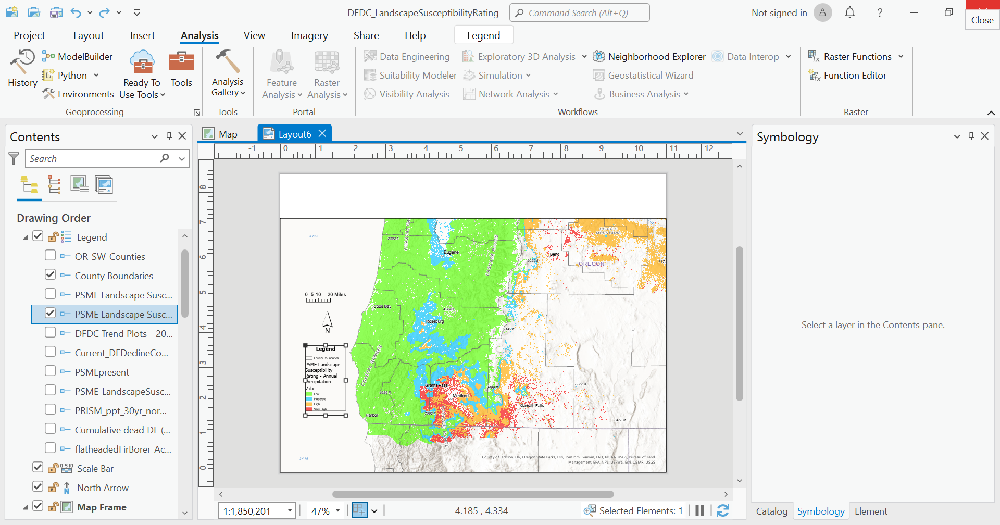 DFDC_LandscapeSusceptibilityRating
Command Search (Alt+Q)
Not signed in
?
Close
Project
Layout
Insert
Analysis
View
Imagery
Share
Help
Legend
History
ModelBuilder
Python
Environments
Ready To
Use Tools
Tools
Geoprocessing
Analysis
Gallery
Tools
Feature
Analysis
Raster
Analysis
Portal
Data Engineering
Suitability Modeler
Visibility Analysis
Exploratory 3D Analysis
Simulation
Network Analysis
Neighborhood Explorer
Geostatistical Wizard
Business Analysis
Data Interop
Workflows
Raster Functions
Function Editor
Raster
Contents
Search
Drawing Order
Legend
OR_SW_Counties
County Boundaries
PSME Landscape Susc...
PSME Landscape Susc...
DFDC Trend Plots - 20...
Current_DFDeclineCo...
PSMEpresent
PSME_LandscapeSusc...
PRISM_ppt_30yr_nor...
Cumulative dead DF (...
flatheadedFirBorer_Ac...
Scale Bar
North Arrow
Map Frame
Map
Layout6
-1 0 1 2 3 4 5 6 7 8 9 10 11 12
8
7
6
5
4
3
2
1
0
3225
2302 ft
COASTAL RA
Eugene
CASCADE RANGE
9055 ft
Bend
OCHOCO
MOUNTAINS
OREGON
7171
0 5 10 20 Miles
N
Coos Bay
4264 ft
Roseburg
9149 ft
COASTAL RANGES
Legend
County Boundaries
PSME Landscape
Susceptibility
Rating - Annual
Precipitation
Value
Low
Moderate
High
Very High
Grants Pass
Medford
4626 ft
9499 ft
8366 ft
Klamath Falls
Harbor
7052 ft
8458 ft
3419
County of Jackson, OR, Oregon State Parks, Esri, TomTom, Garmin, FAO, NOAA, USGS, Bureau of Land
Management, EPA, NPS, USFWS, Esri, CGIAR, USGS
1:1,850,201
47%
4.185 , 4.334
Selected Elements: 1
Symbology
Select a layer in the Contents pane.
Catalog
Symbology
Element